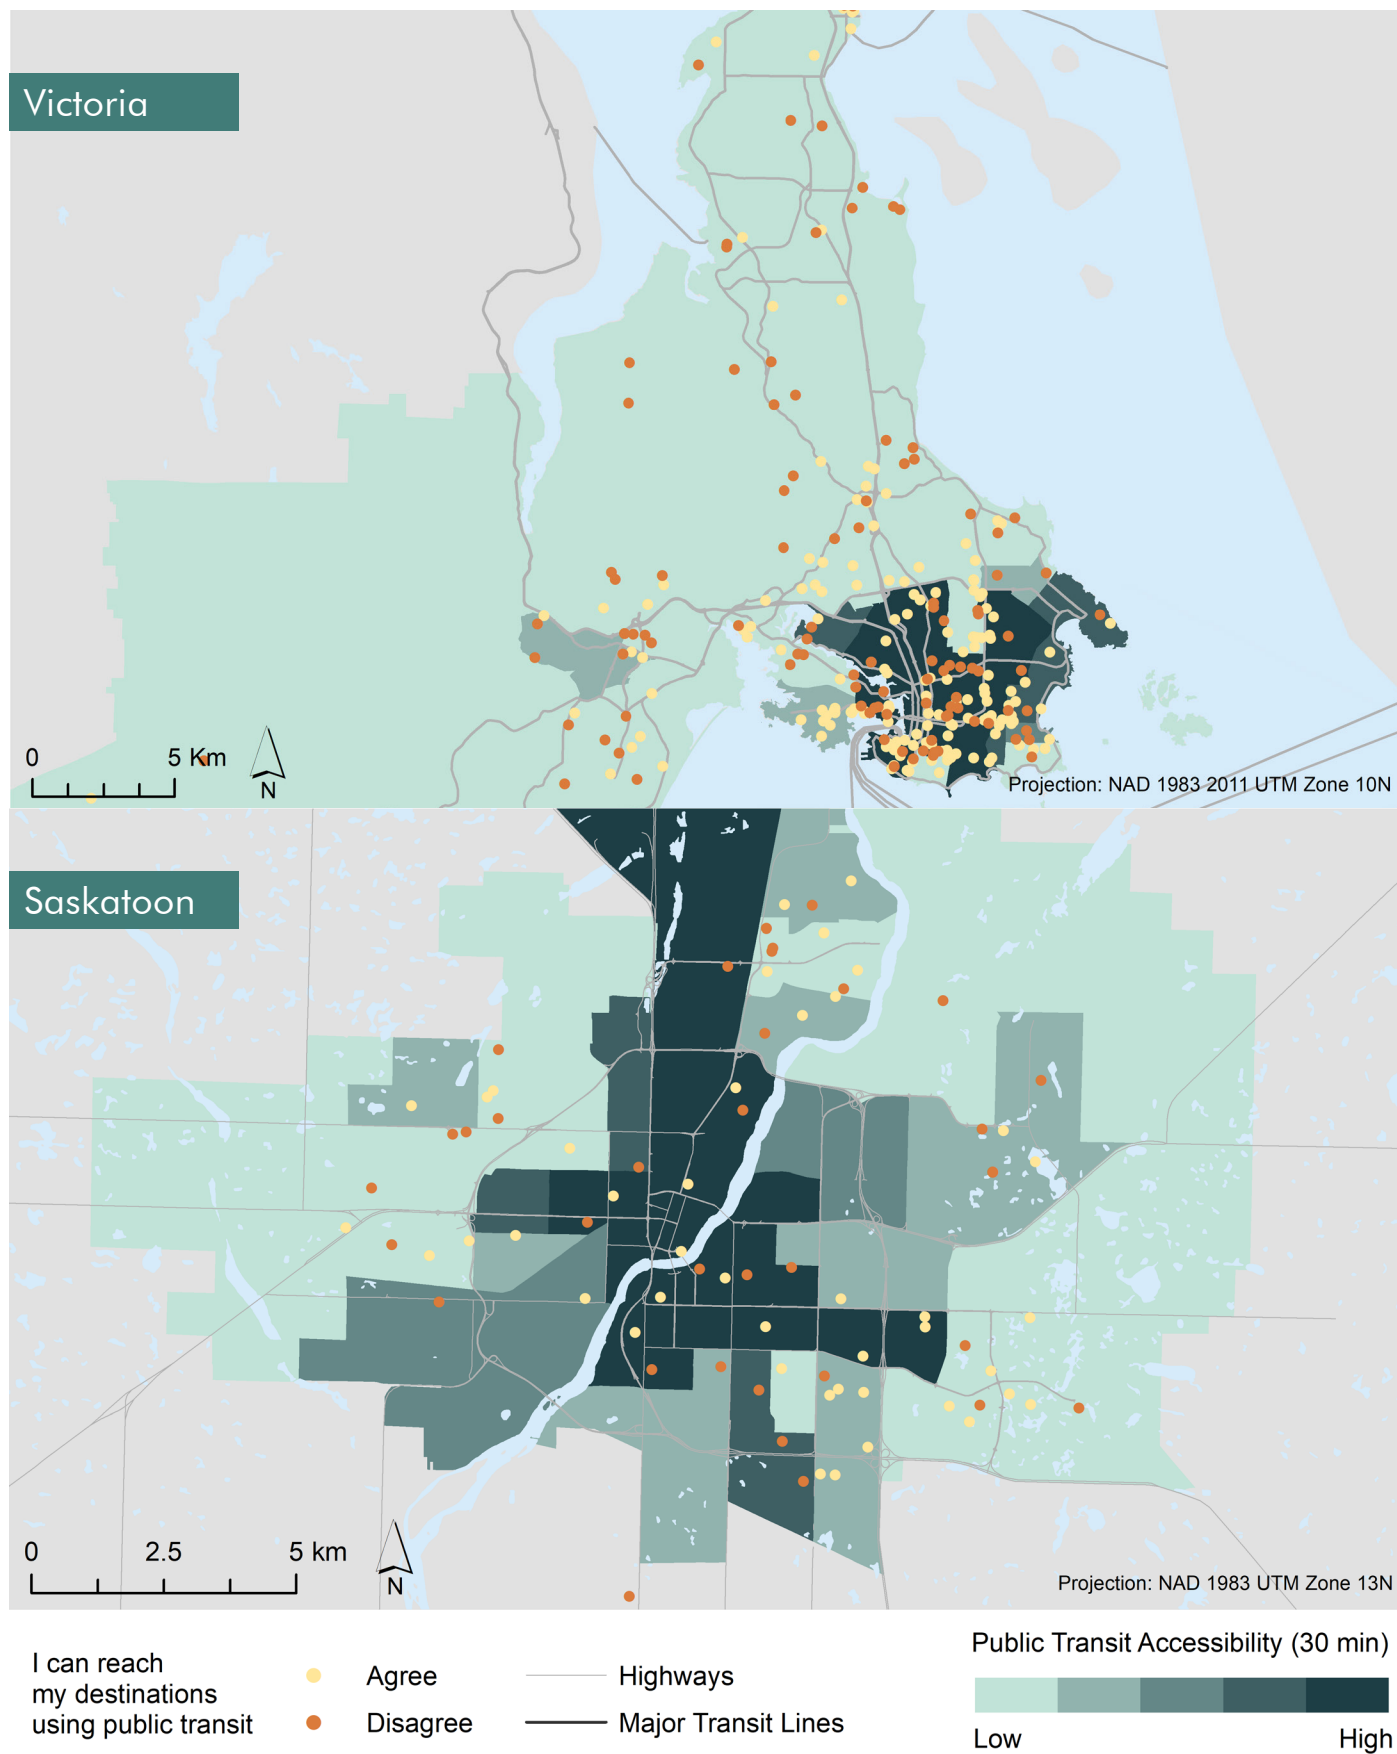 Victoria
0 5 Km
N
Projection: NAD 1983 2011 UTM Zone 10N
Saskatoon
0 2.5 5 km
N
Projection: NAD 1983 UTM Zone 13N
I can reach
my destinations
using public transit
Agree
Disagree
Highways
Major Transit Lines
Public Transit Accessibility (30 min)
Low High